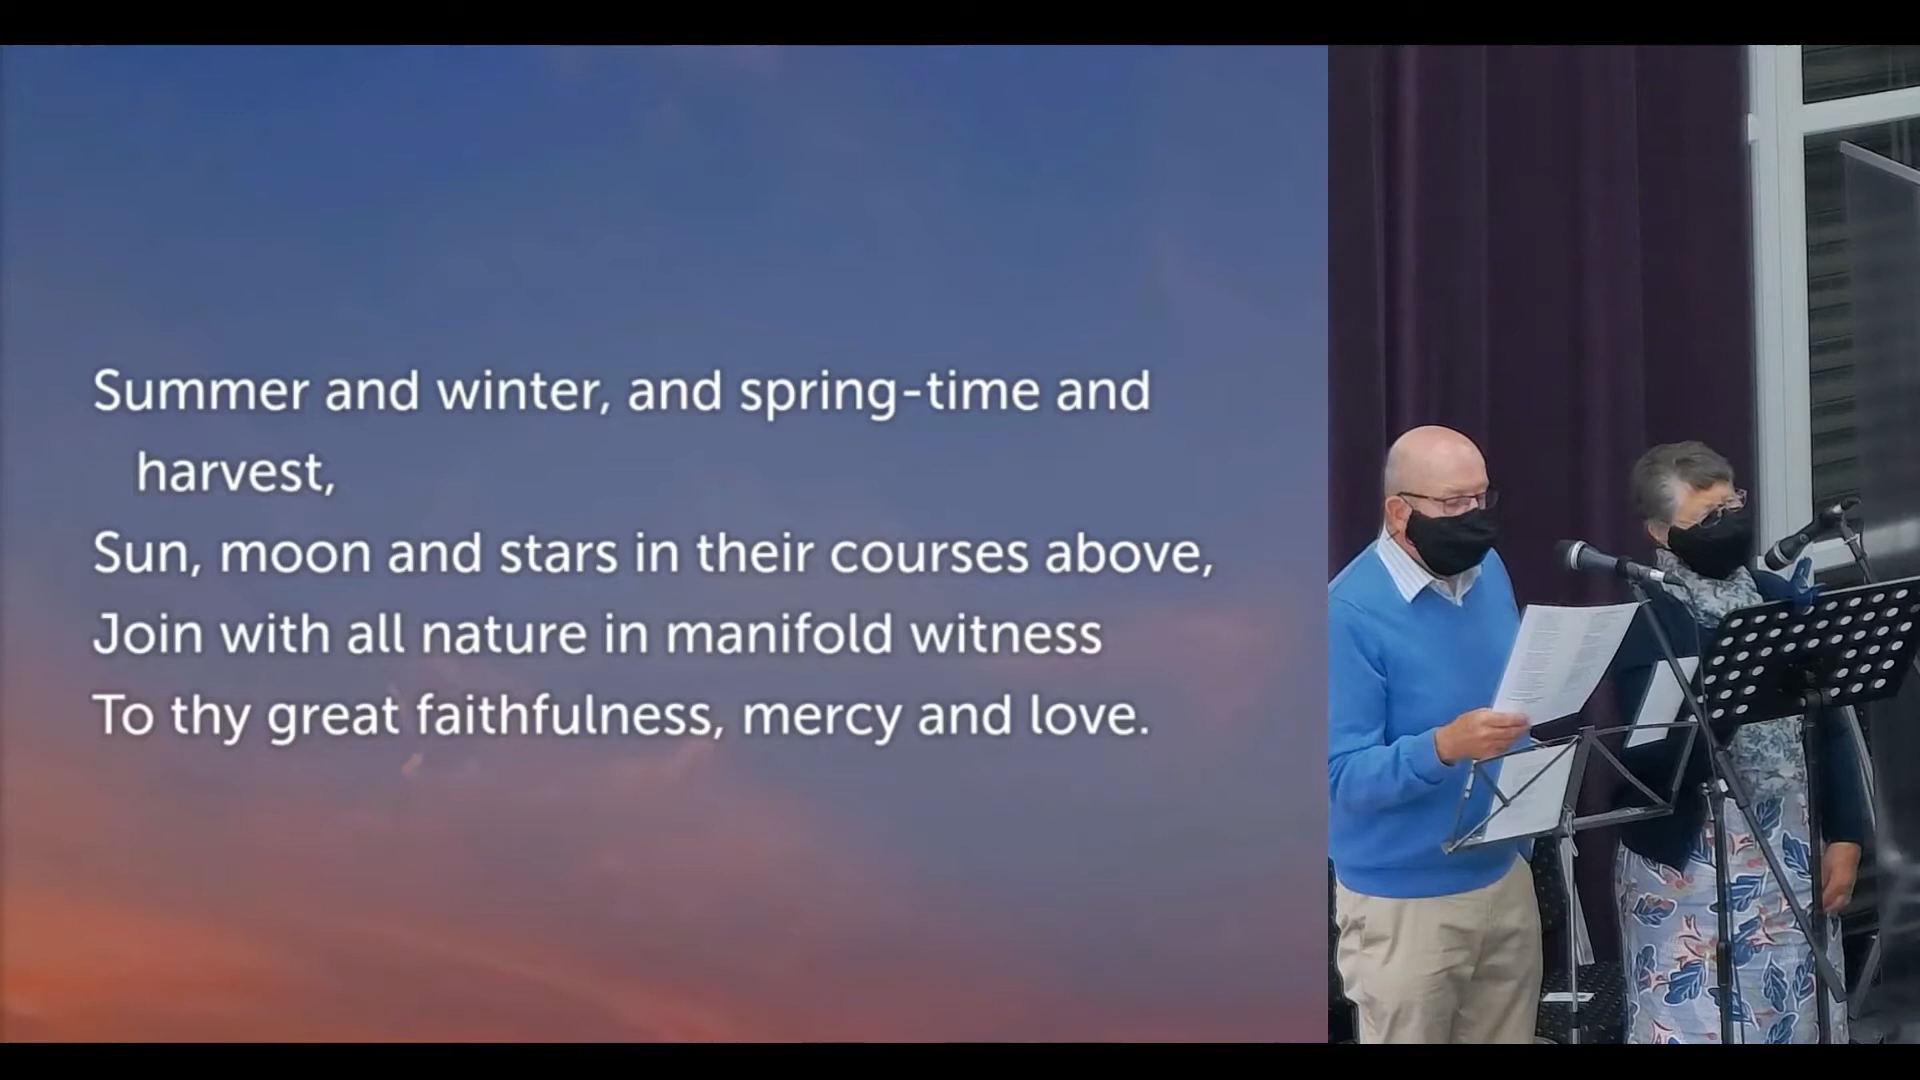 Summer and winter, and spring-time and
harvest,
Sun, moon and stars in their courses above,
Join with all nature in manifold witness
To thy great faithfulness, mercy and love.